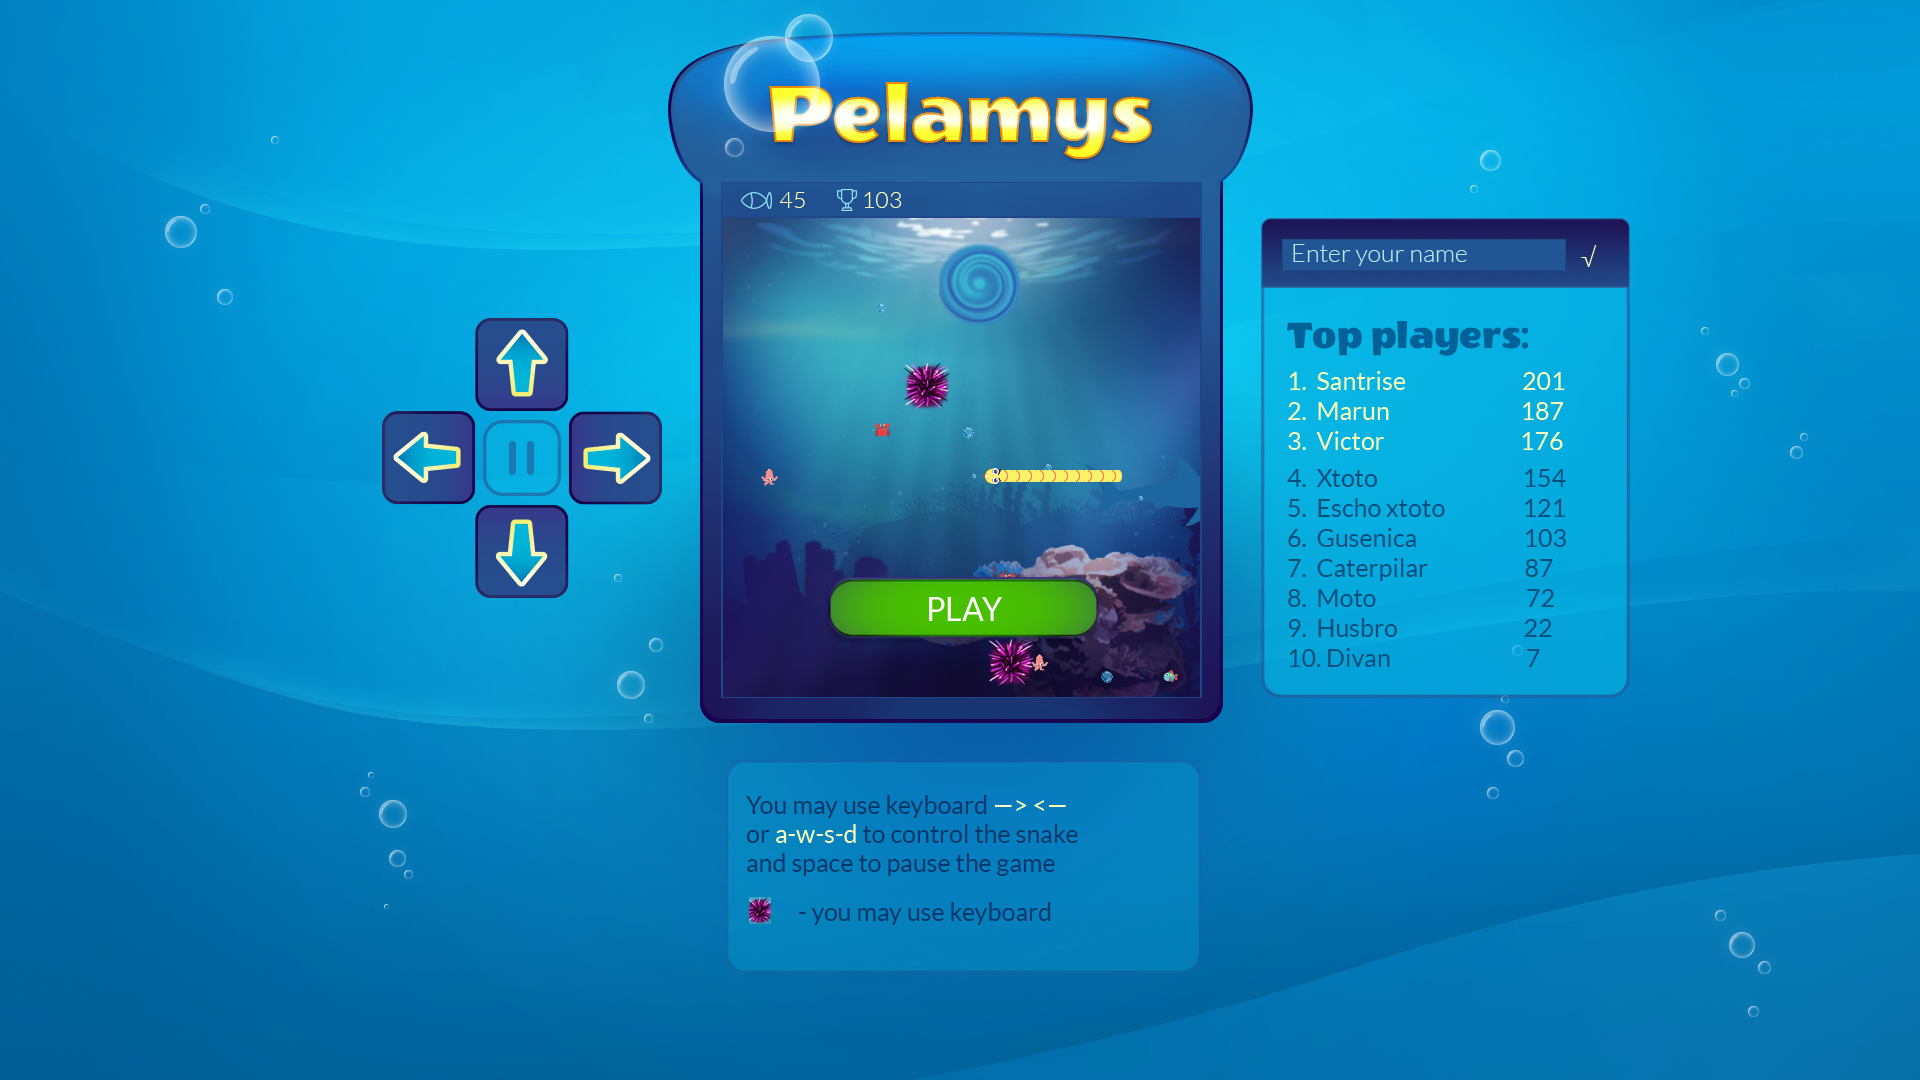 Pelamys
45 103
PLAY
Enter your name √
Top players:
1. Santrise 201
2. Marun 187
3. Victor 176
4. Xtoto 154
5. Escho xtoto 121
6. Gusenica 103
7. Caterpilar 87
8. Moto 72
9. Husbro 22
10. Divan 7
You may use keyboard —> <—
or a-w-s-d to control the snake
and space to pause the game
- you may use keyboard